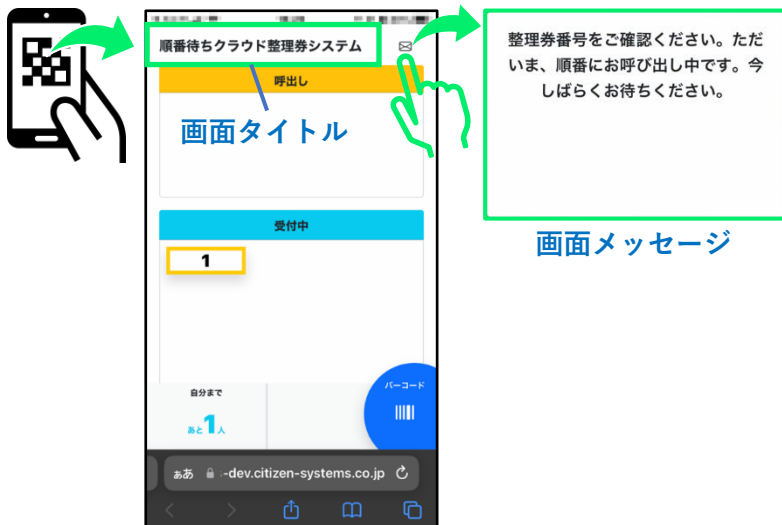 順番待ちクラウド整理券システム
呼出し
画面タイトル
受付中
1
自分まで
あと1人
バーコード
ああ
-dev.citizen-systems.co.jp
整理券番号をご確認ください。ただ
いま、順番にお呼び出し中です。今
しばらくお待ちください。
画面メッセージ